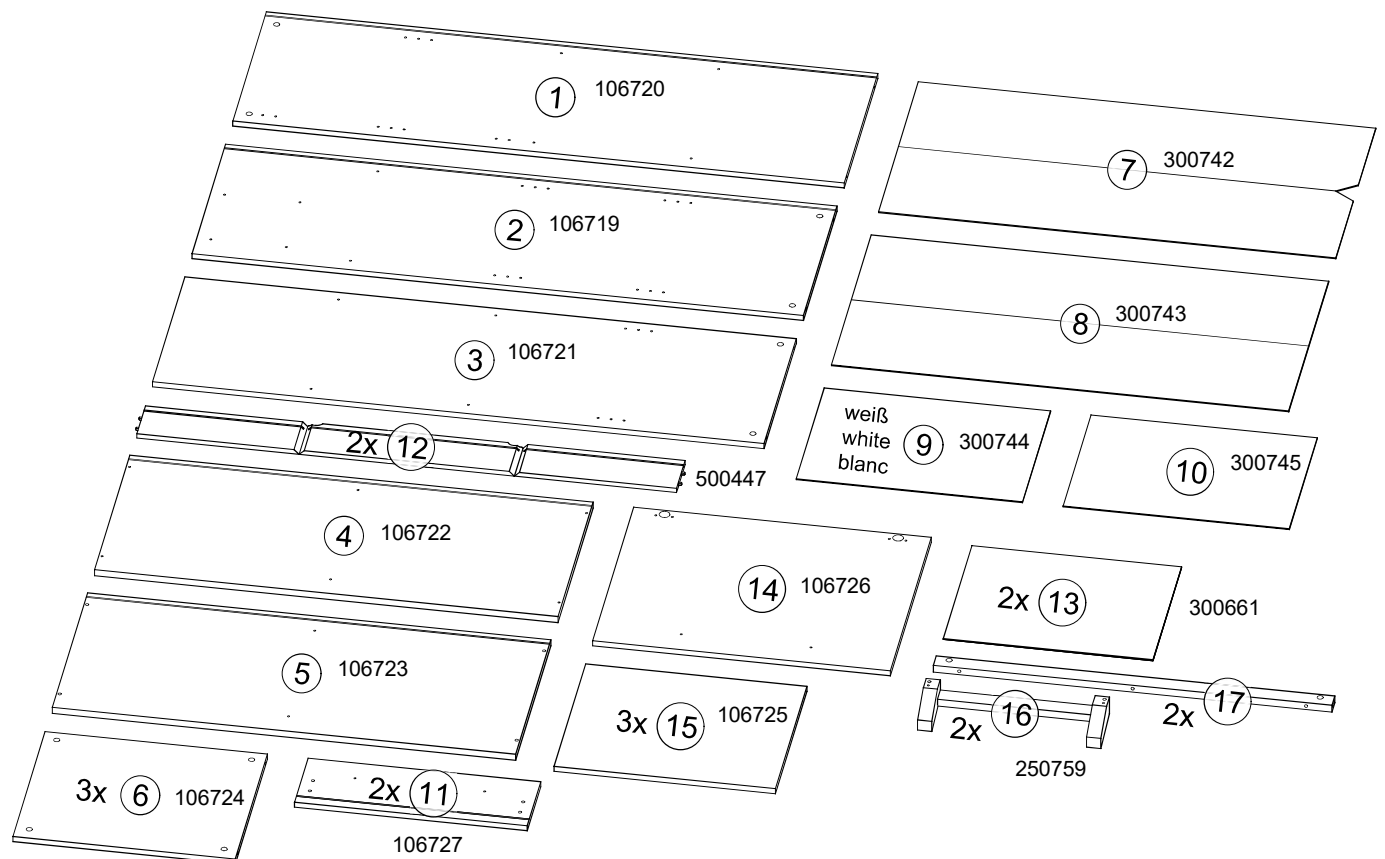 1 106720
2 106719
3 106721
2x 12 500447
4 106722
5 106723
3x 6 106724
2x 11 106727
7 300742
8 300743
weiß
white
blanc
9 300744
10 300745
14 106726
2x 13 300661
3x 15 106725
2x 16 250759
2x 17